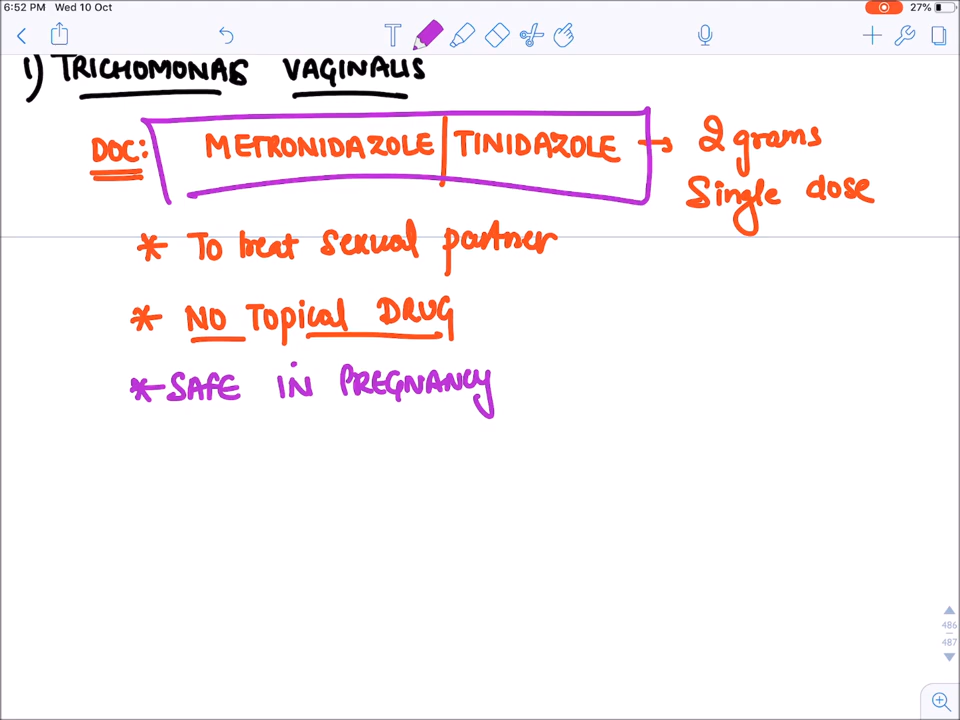 6:52 PM Wed 10 Oct 27%
T
1) TRICHOMONAS VAGINALIS
DOC: METRONIDAZOLE | TINIDAZOLE → 2 grams
Single dose
* To treat sexual partner
* NO Topical DRUG
* SAFE IN PREGNANCY
486
487